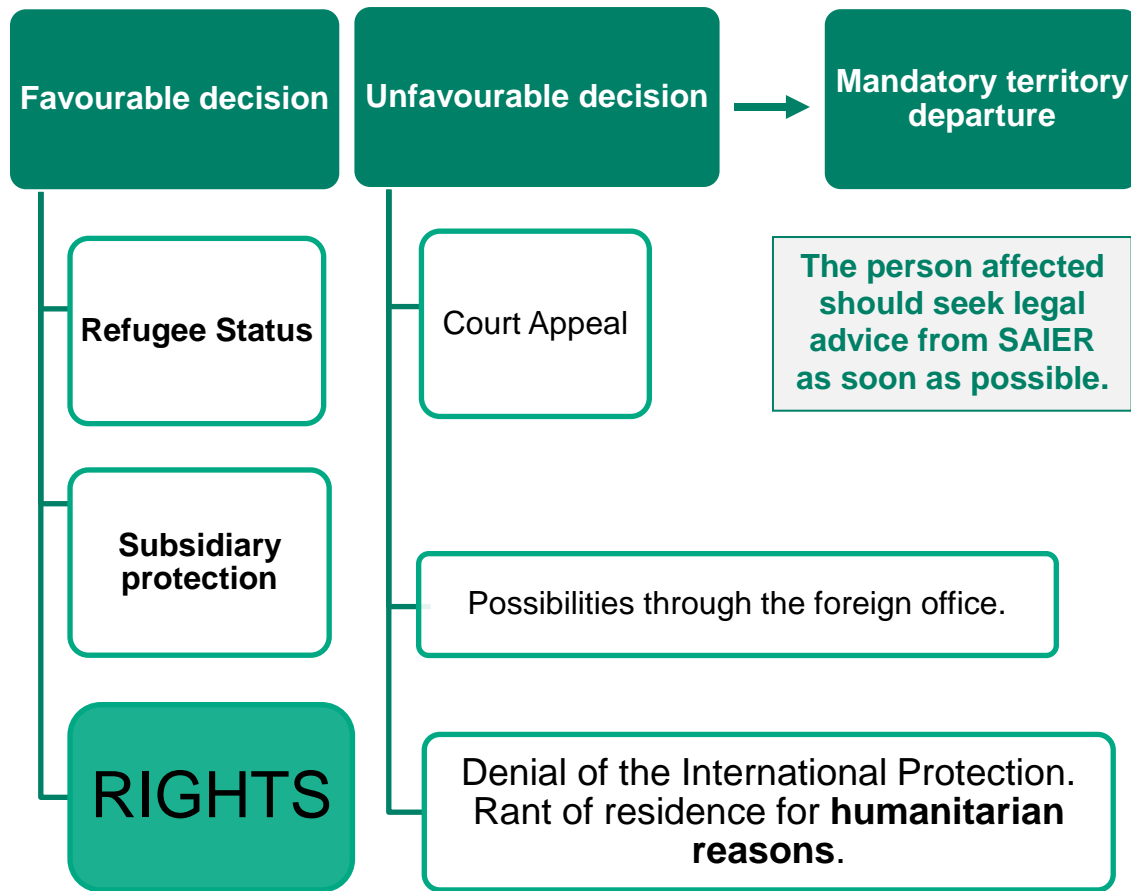 Favourable decision
Unfavourable decision
Mandatory territory
departure
Refugee Status
Court Appeal
The person affected
should seek legal
advice from SAIER
as soon as possible.
Subsidiary
protection
Possibilities through the foreign office.
RIGHTS
Denial of the International Protection.
Rant of residence for humanitarian
reasons.